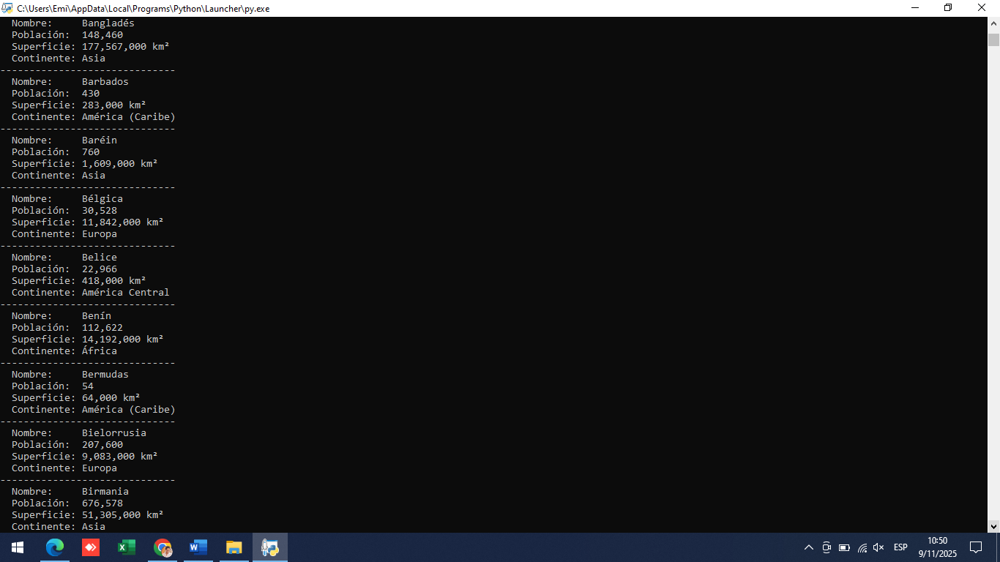 C:\Users\Emi\AppData\Local\Programs\Python\Launcher\py.exe
Nombre:     Bangladés
Población:  148,460
Superficie: 177,567,000 km²
Continente: Asia
------------------------------
Nombre:     Barbados
Población:  430
Superficie: 283,000 km²
Continente: América (Caribe)
------------------------------
Nombre:     Baréin
Población:  760
Superficie: 1,609,000 km²
Continente: Asia
------------------------------
Nombre:     Bélgica
Población:  30,528
Superficie: 11,842,000 km²
Continente: Europa
------------------------------
Nombre:     Belice
Población:  22,966
Superficie: 418,000 km²
Continente: América Central
------------------------------
Nombre:     Benín
Población:  112,622
Superficie: 14,192,000 km²
Continente: África
------------------------------
Nombre:     Bermudas
Población:  54
Superficie: 64,000 km²
Continente: América (Caribe)
------------------------------
Nombre:     Bielorrusia
Población:  207,600
Superficie: 9,083,000 km²
Continente: Europa
------------------------------
Nombre:     Birmania
Población:  676,578
Superficie: 51,305,000 km²
Continente: Asia
ESP
10:50
9/11/2025